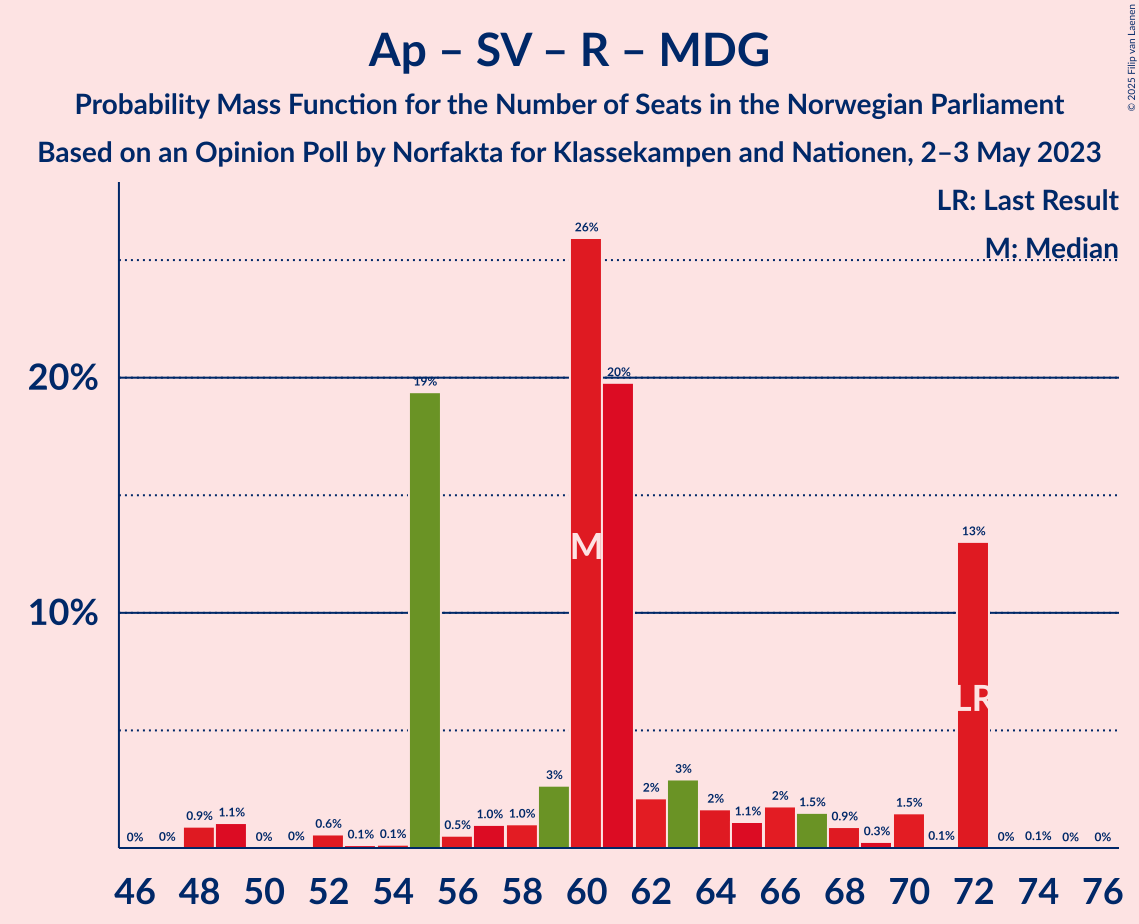 Ap – SV – R – MDG
Probability Mass Function for the Number of Seats in the Norwegian Parliament
Based on an Opinion Poll by Norfakta for Klassekampen and Nationen, 2–3 May 2023
© 2025 Filip van Laenen
LR: Last Result
M: Median
20%
10%
0% 0% 0.9% 1.1% 0% 0% 0.6% 0.1% 0.1% 19% 0.5% 1.0% 1.0% 3% 26% 20% 2% 3% 2% 1.1% 2% 1.5% 0.9% 0.3% 1.5% 0.1% 13% 0% 0.1% 0% 0%
M
LR
46 48 50 52 54 56 58 60 62 64 66 68 70 72 74 76